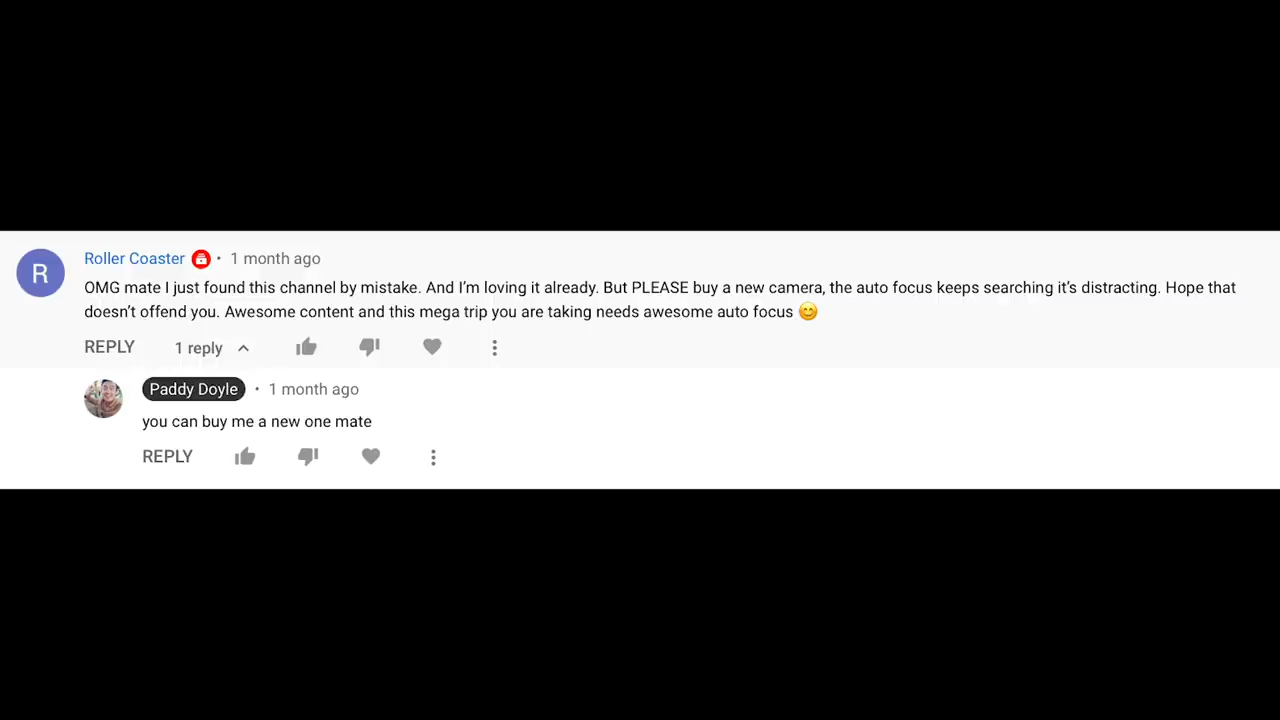 R
Roller Coaster • 1 month ago
OMG mate I just found this channel by mistake. And I’m loving it already. But PLEASE buy a new camera, the auto focus keeps searching it’s distracting. Hope that
doesn’t offend you. Awesome content and this mega trip you are taking needs awesome auto focus 😊
REPLY 1 reply
Paddy Doyle • 1 month ago
you can buy me a new one mate
REPLY